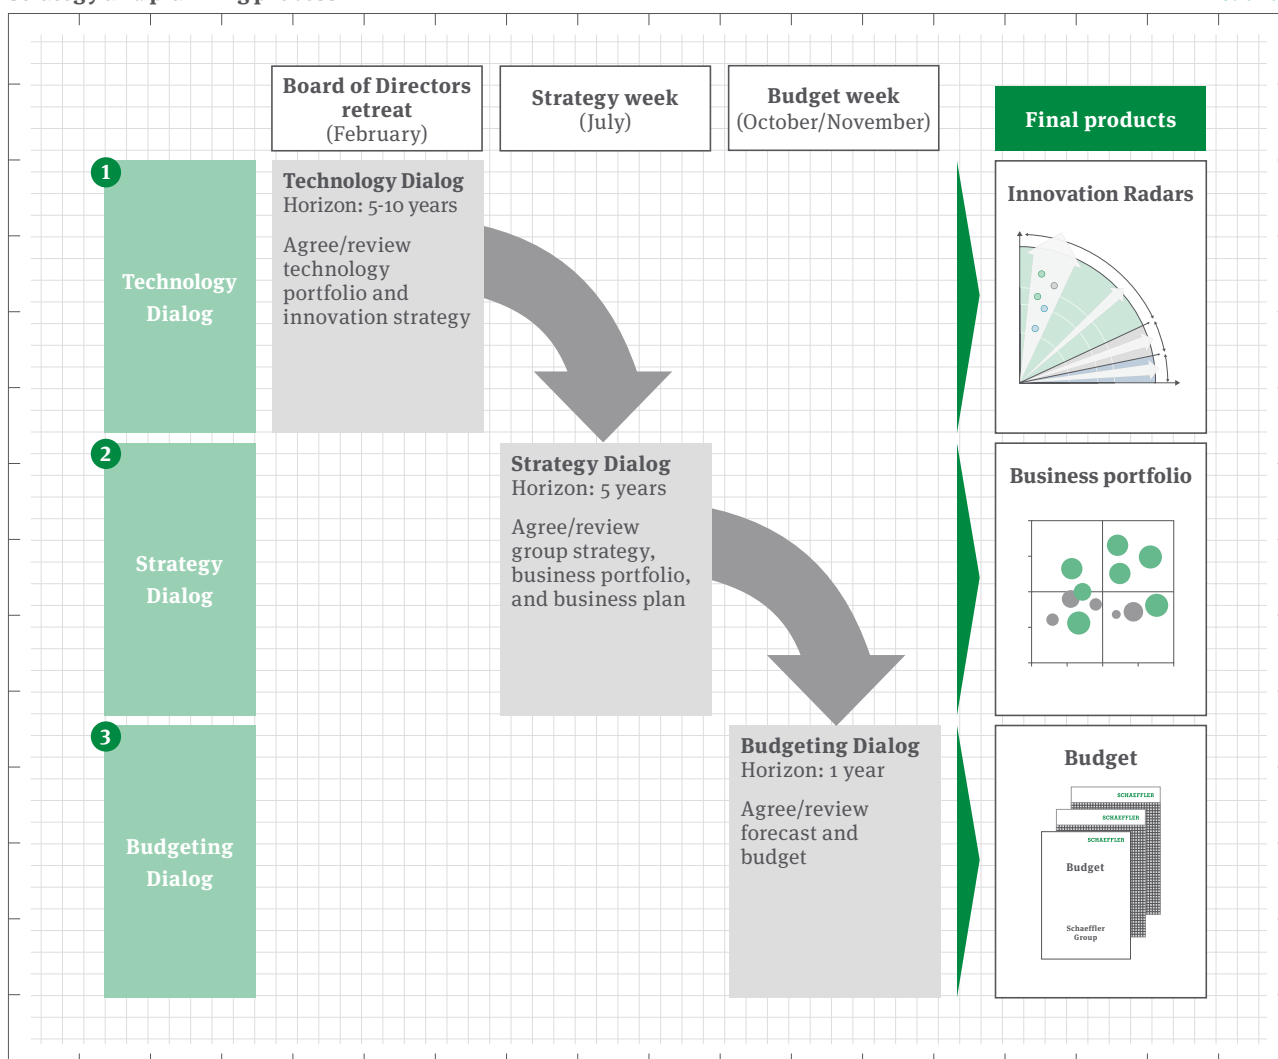 Board of Directors
retreat
(February)
Strategy week
(July)
Budget week
(October/November)
Final products
1
Technology
Dialog
Technology Dialog
Horizon: 5-10 years
Agree/review
technology
portfolio and
innovation strategy
Innovation Radars
2
Strategy
Dialog
Strategy Dialog
Horizon: 5 years
Agree/review
group strategy,
business portfolio,
and business plan
Business portfolio
3
Budgeting
Dialog
Budgeting Dialog
Horizon: 1 year
Agree/review
forecast and
budget
Budget
SCHAEFFLER
SCHAEFFLER
SCHAEFFLER
Budget
Schaeffler
Group